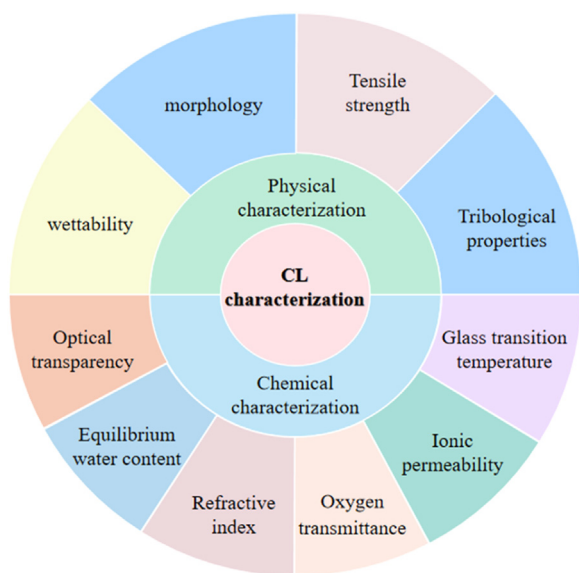 Tensile
strength
morphology
Physical
characterization
Tribological
properties
wettability
CL
characterization
Optical
transparency
Glass transition
temperature
Chemical
characterization
Equilibrium
water content
Ionic
permeability
Refractive
index
Oxygen
transmittance